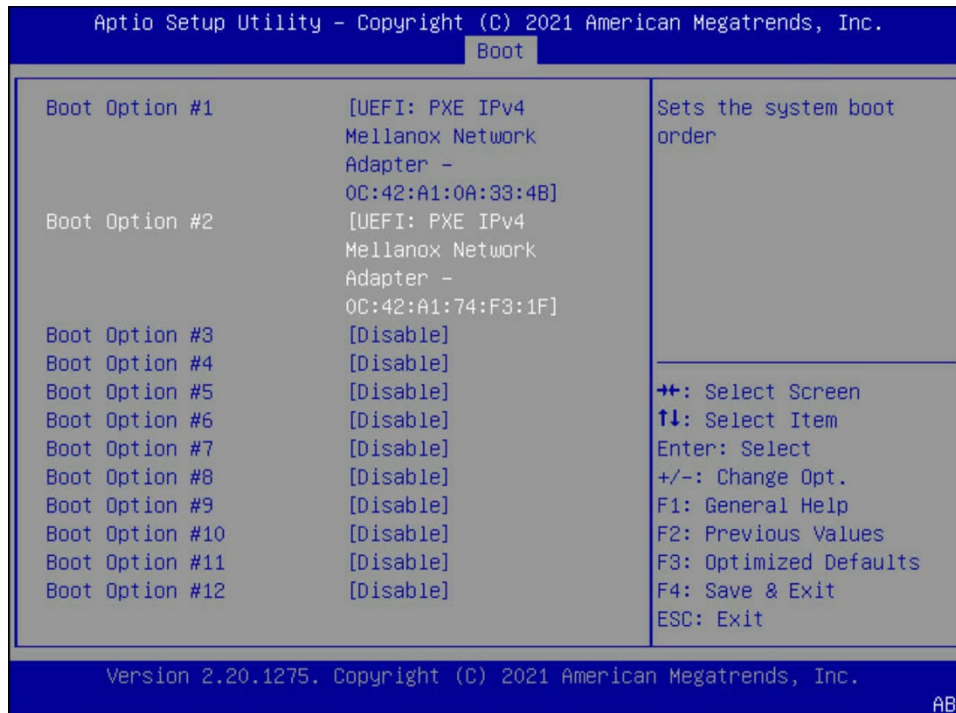 Aptio Setup Utility – Copyright (C) 2021 American Megatrends, Inc.
Boot
Boot Option #1 [UEFI: PXE IPv4
Mellanox Network
Adapter –
0C:42:A1:0A:33:4B]
Boot Option #2 [UEFI: PXE IPv4
Mellanox Network
Adapter –
0C:42:A1:74:F3:1F]
Boot Option #3 [Disable]
Boot Option #4 [Disable]
Boot Option #5 [Disable]
Boot Option #6 [Disable]
Boot Option #7 [Disable]
Boot Option #8 [Disable]
Boot Option #9 [Disable]
Boot Option #10 [Disable]
Boot Option #11 [Disable]
Boot Option #12 [Disable]
Sets the system boot
order
→←: Select Screen
↑↓: Select Item
Enter: Select
+/-: Change Opt.
F1: General Help
F2: Previous Values
F3: Optimized Defaults
F4: Save & Exit
ESC: Exit
Version 2.20.1275. Copyright (C) 2021 American Megatrends, Inc.
AB